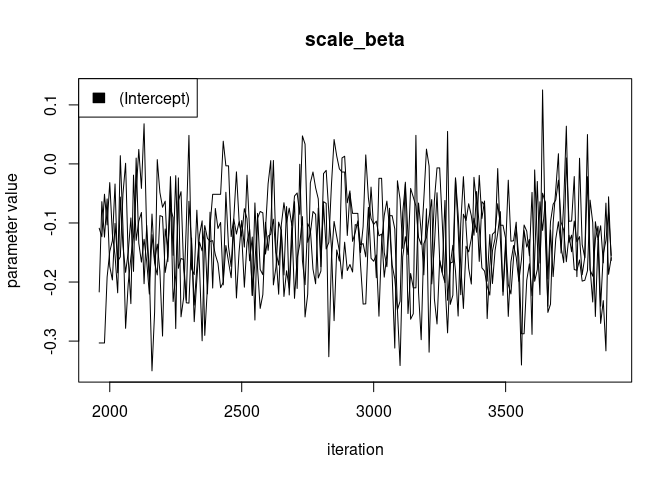 scale_beta
(Intercept)
parameter value
0.1
0.0
-0.1
-0.2
-0.3
2000 2500 3000 3500
iteration